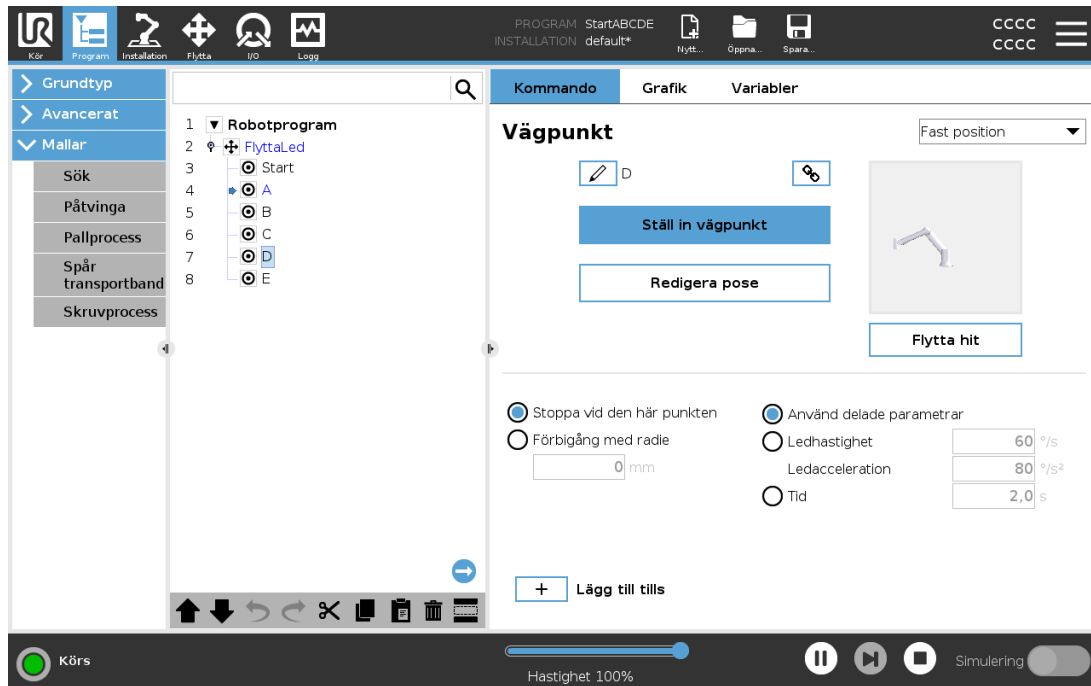 UR
PROGRAM StartABCDE
INSTALLATION default*
Kör
Program
Installation
Flytta
I/O
Logg
Nytt...
Öppna...
Spara...
CCCC
CCCC
Grundtyp
Avancerat
Mallar
Sök
Påtvinga
Pallprocess
Spår
transportband
Skruvprocess
1 Robotprogram
2 FlyttaLed
3 Start
4 A
5 B
6 C
7 D
8 E
Kommando Grafik Variabler
Vägpunkt
Fast position
D
Ställ in vägpunkt
Redigera pose
Flytta hit
Stoppa vid den här punkten
Förbigång med radie
0 mm
Använd delade parametrar
Ledhastighet 60 °/s
Ledacceleration 80 °/s²
Tid 2,0 s
+ Lägg till tills
Körs
Hastighet 100%
Simulering